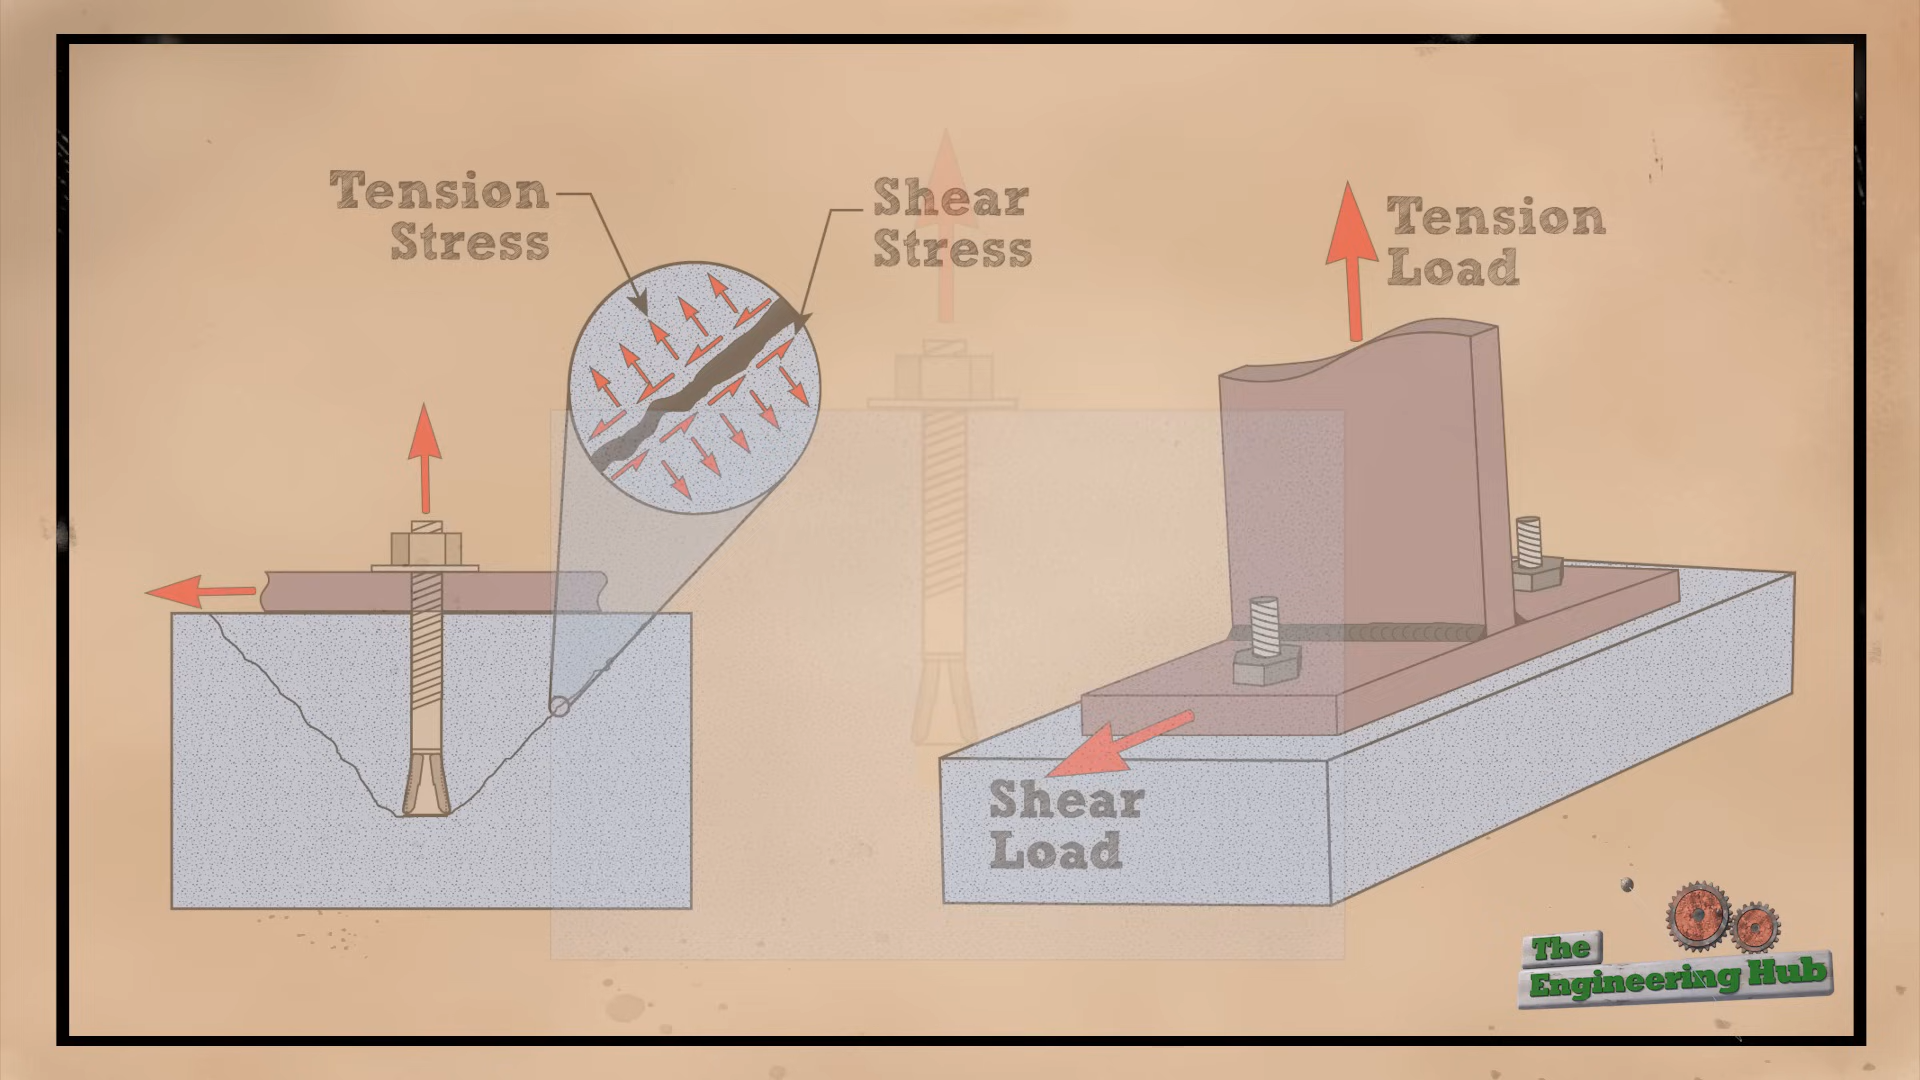 Tension
Stress
Shear
Stress
Tension
Load
Shear
Load
The
Engineering Hub